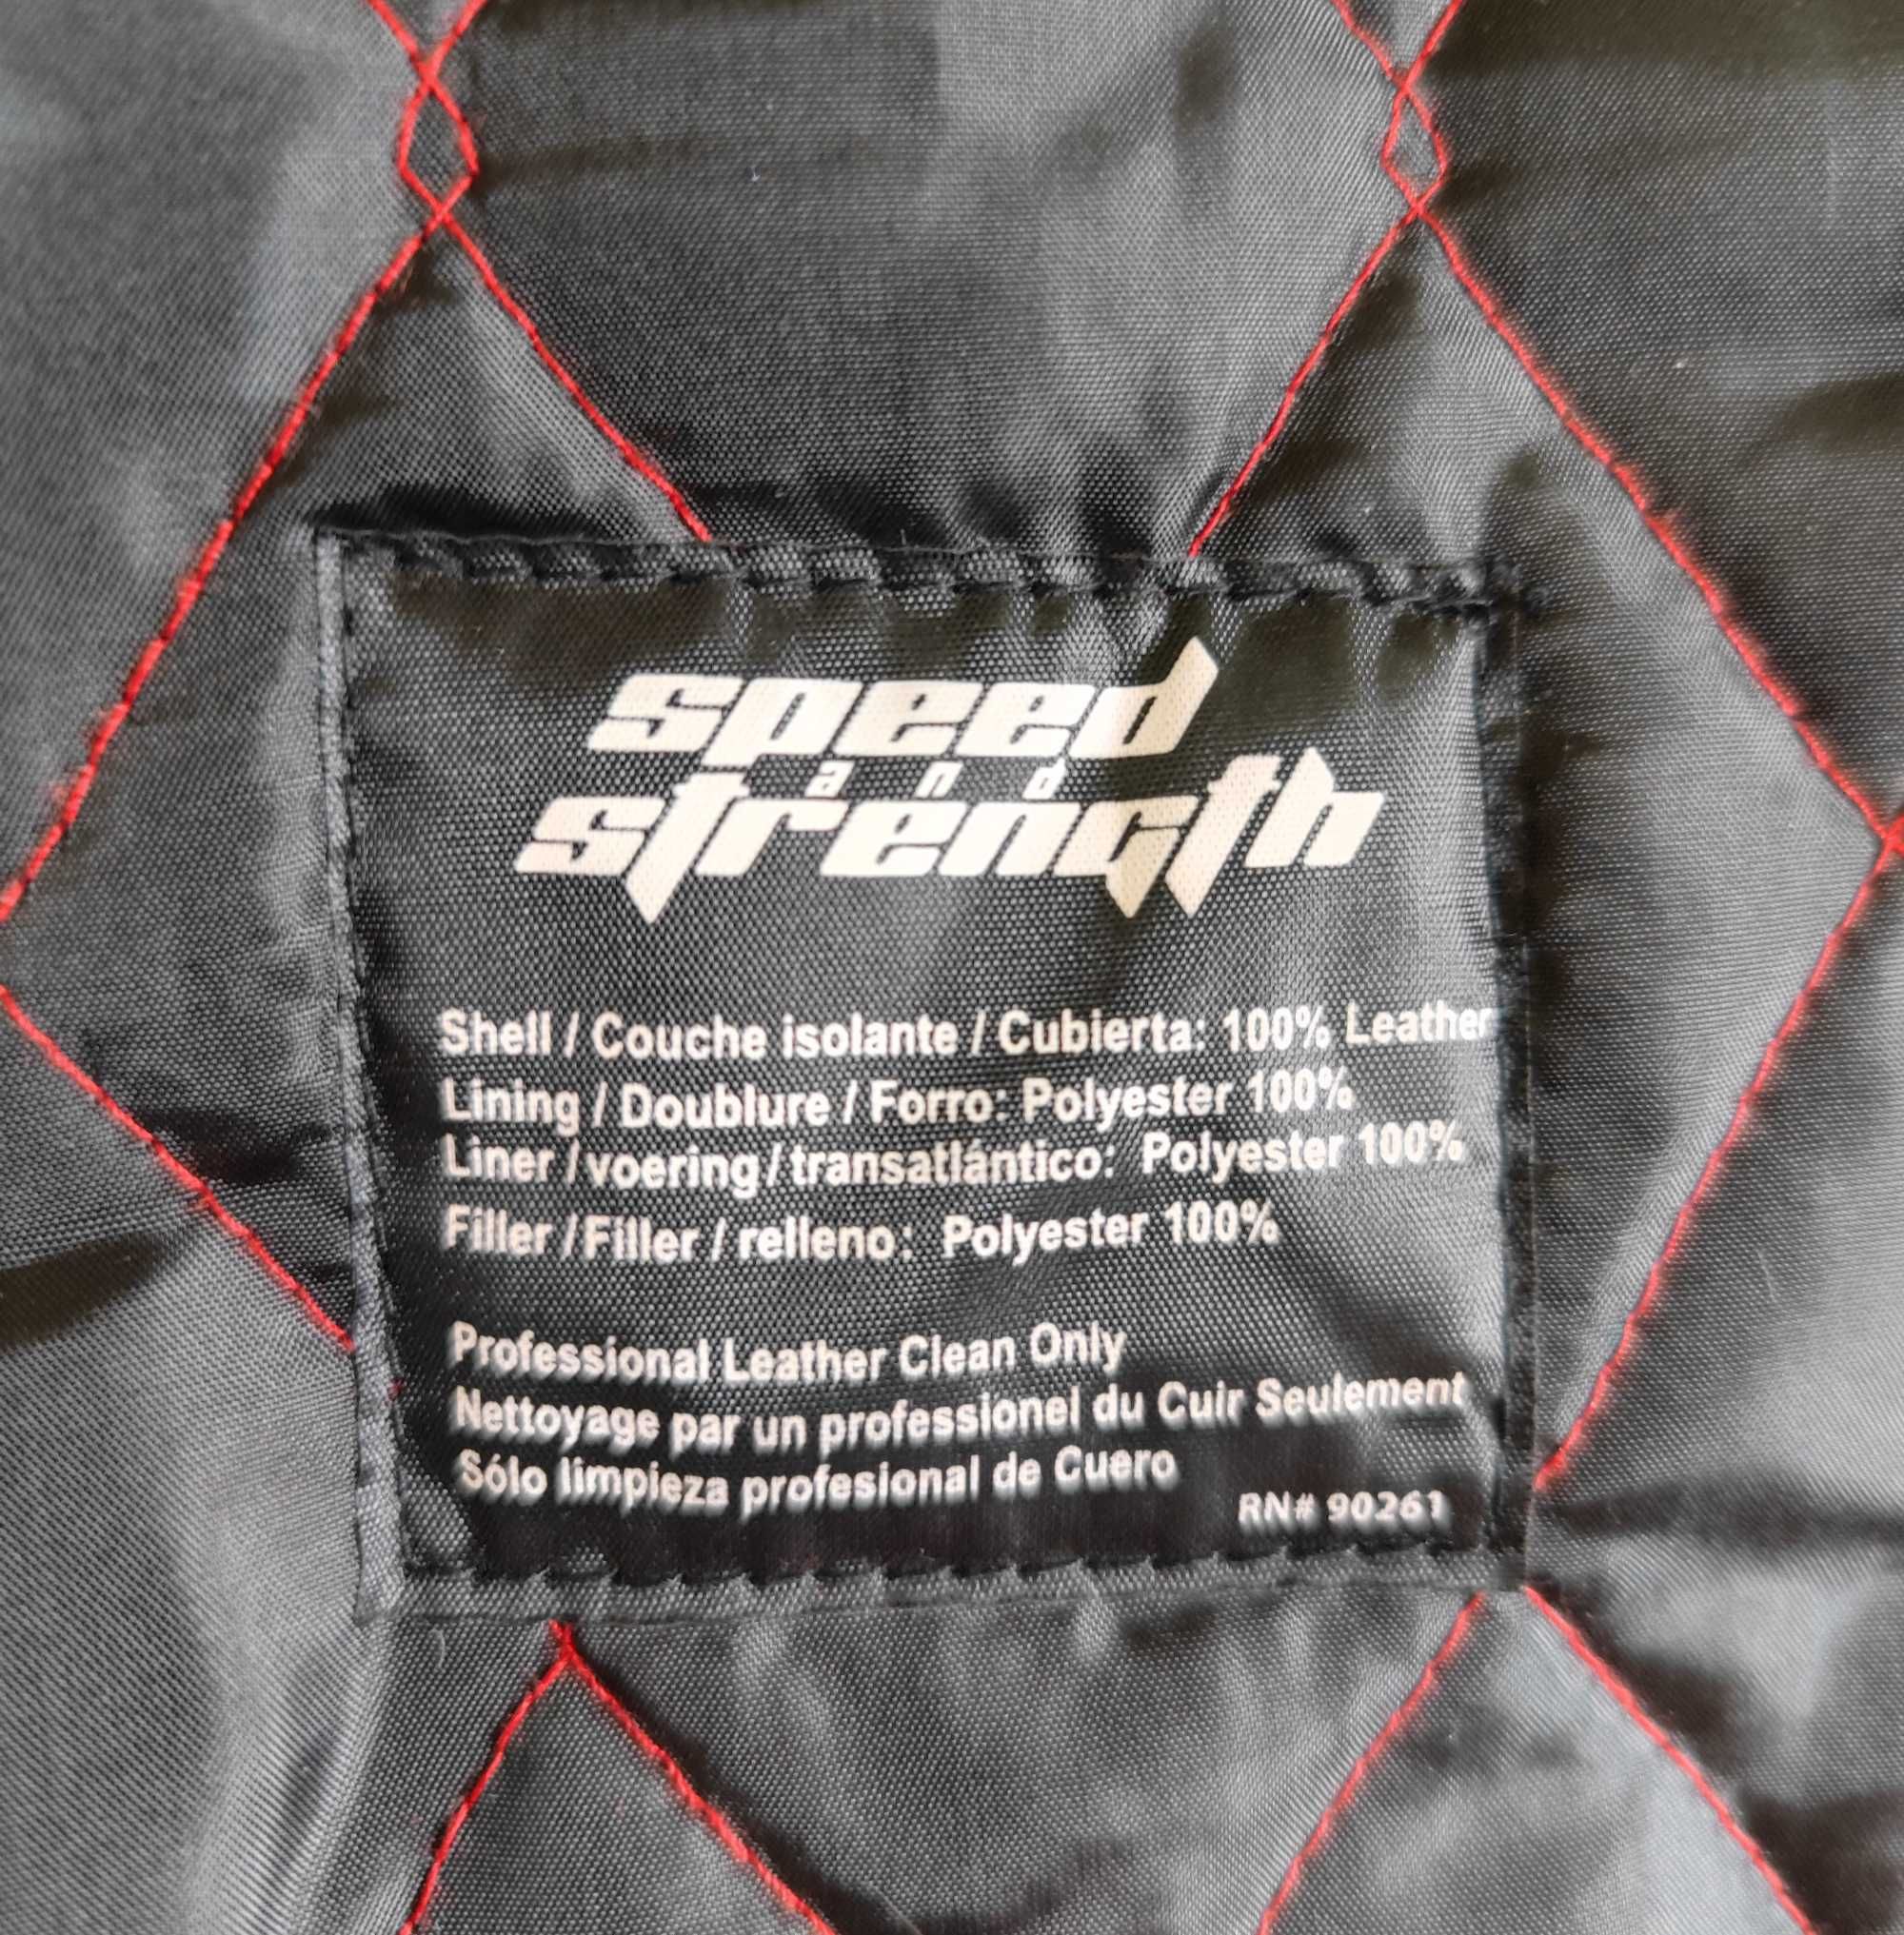 speed
and
strength
Shell / Couche isolante / Cubierta: 100% Leather
Lining / Doublure / Forro: Polyester 100%
Liner / voering / transatlántico: Polyester 100%
Filler / Filler / relleno: Polyester 100%
Professional Leather Clean Only
Nettoyage par un professionel du Cuir Seulement
Sólo limpieza profesional de Cuero
RN# 90261